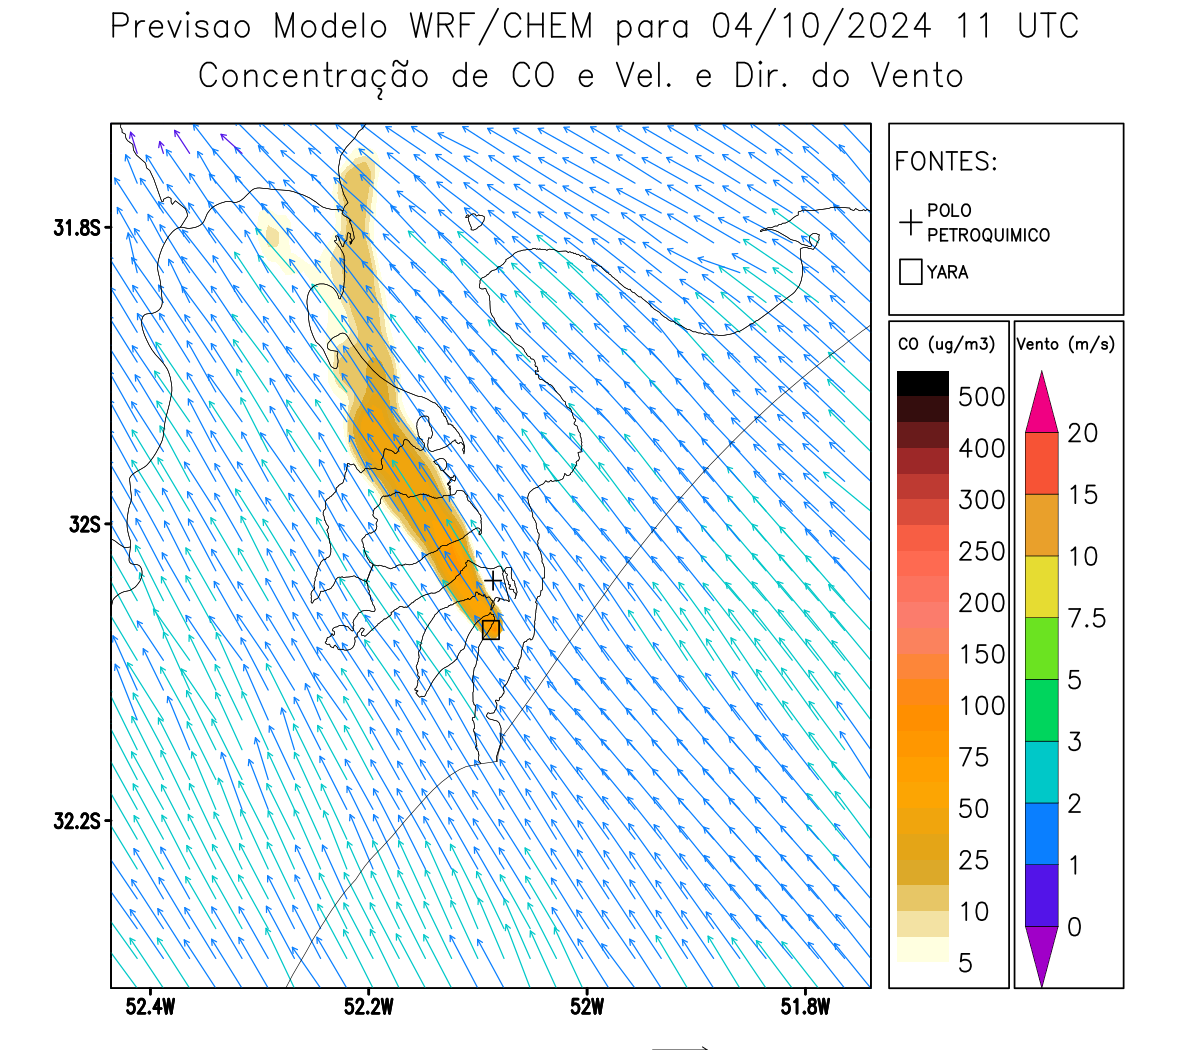 Previsao Modelo WRF/CHEM para 04/10/2024 11 UTC
Concentração de CO e Vel. e Dir. do Vento
FONTES:
POLO
PETROQUIMICO
YARA
CO (ug/m3)
500
400
300
250
200
150
100
75
50
25
10
5
Vento (m/s)
20
15
10
7.5
5
3
2
1
0
31.8S
32S
32.2S
52.4W
52.2W
52W
51.8W